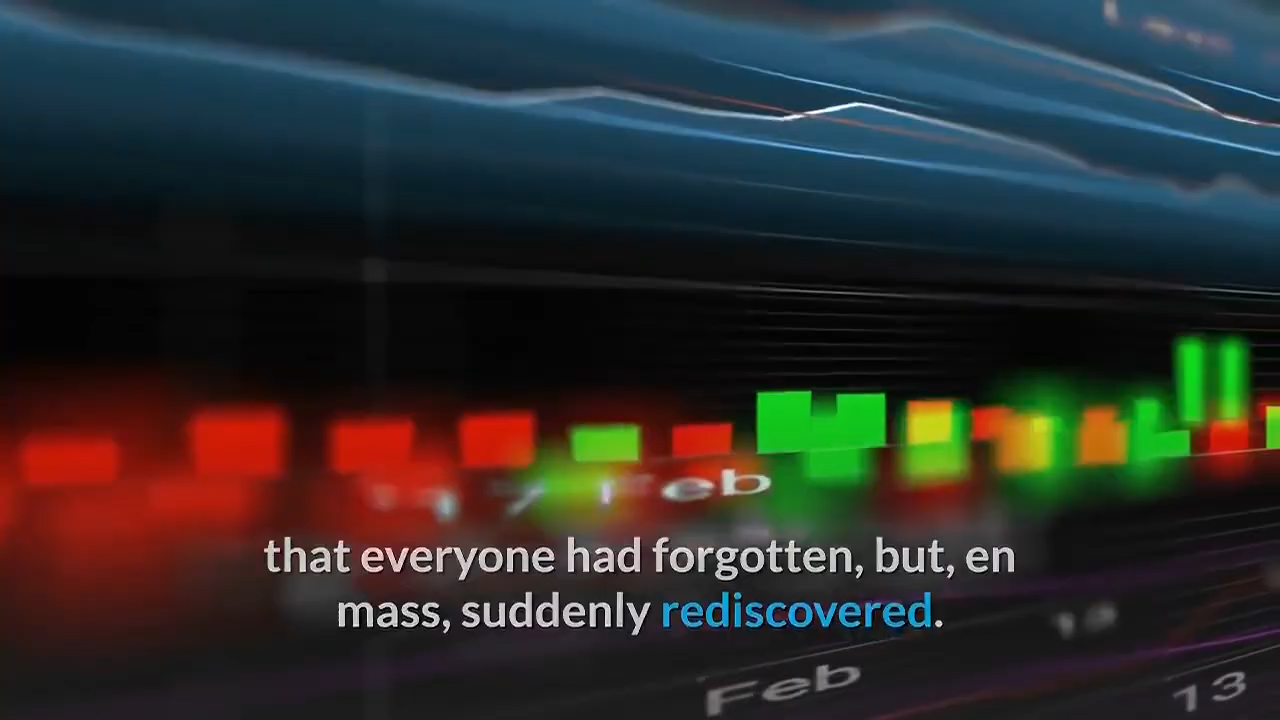 Feb
that everyone had forgotten, but, en
mass, suddenly rediscovered.
Feb
13